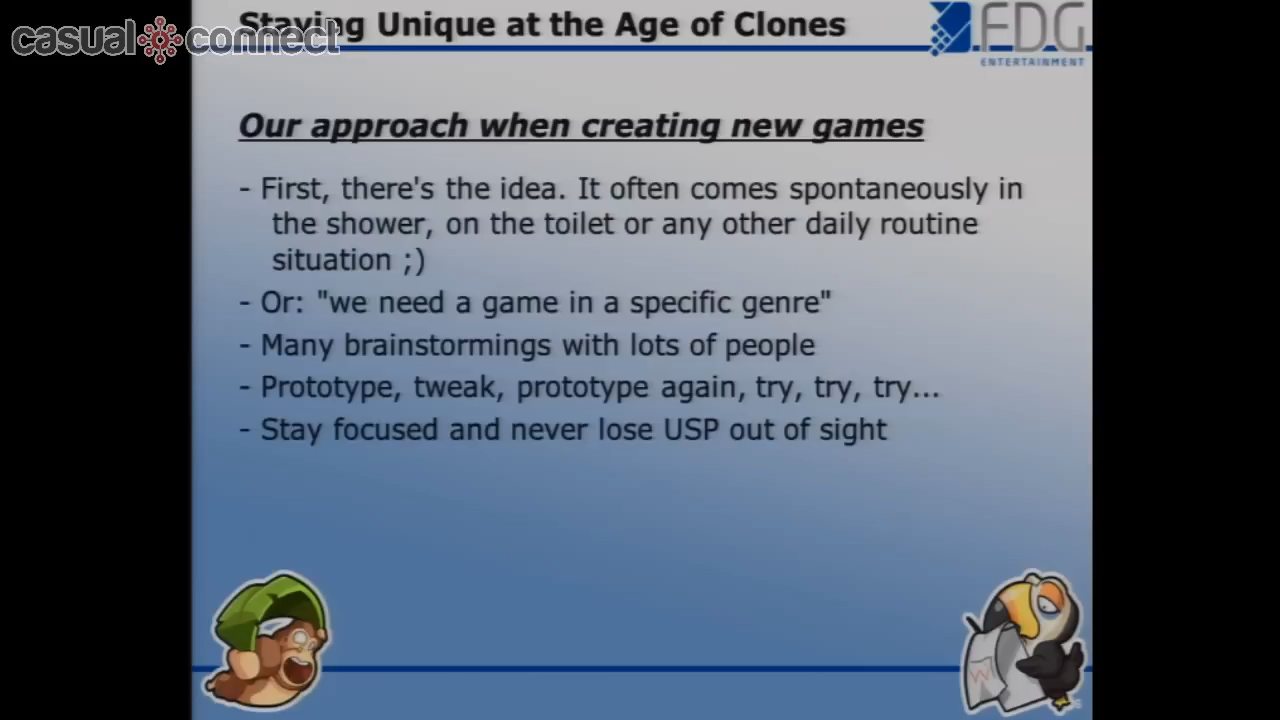 Staying Unique at the Age of Clones
casual connect
FDG
ENTERTAINMENT
Our approach when creating new games
- First, there's the idea. It often comes spontaneously in
the shower, on the toilet or any other daily routine
situation ;)
- Or: "we need a game in a specific genre"
- Many brainstormings with lots of people
- Prototype, tweak, prototype again, try, try, try...
- Stay focused and never lose USP out of sight